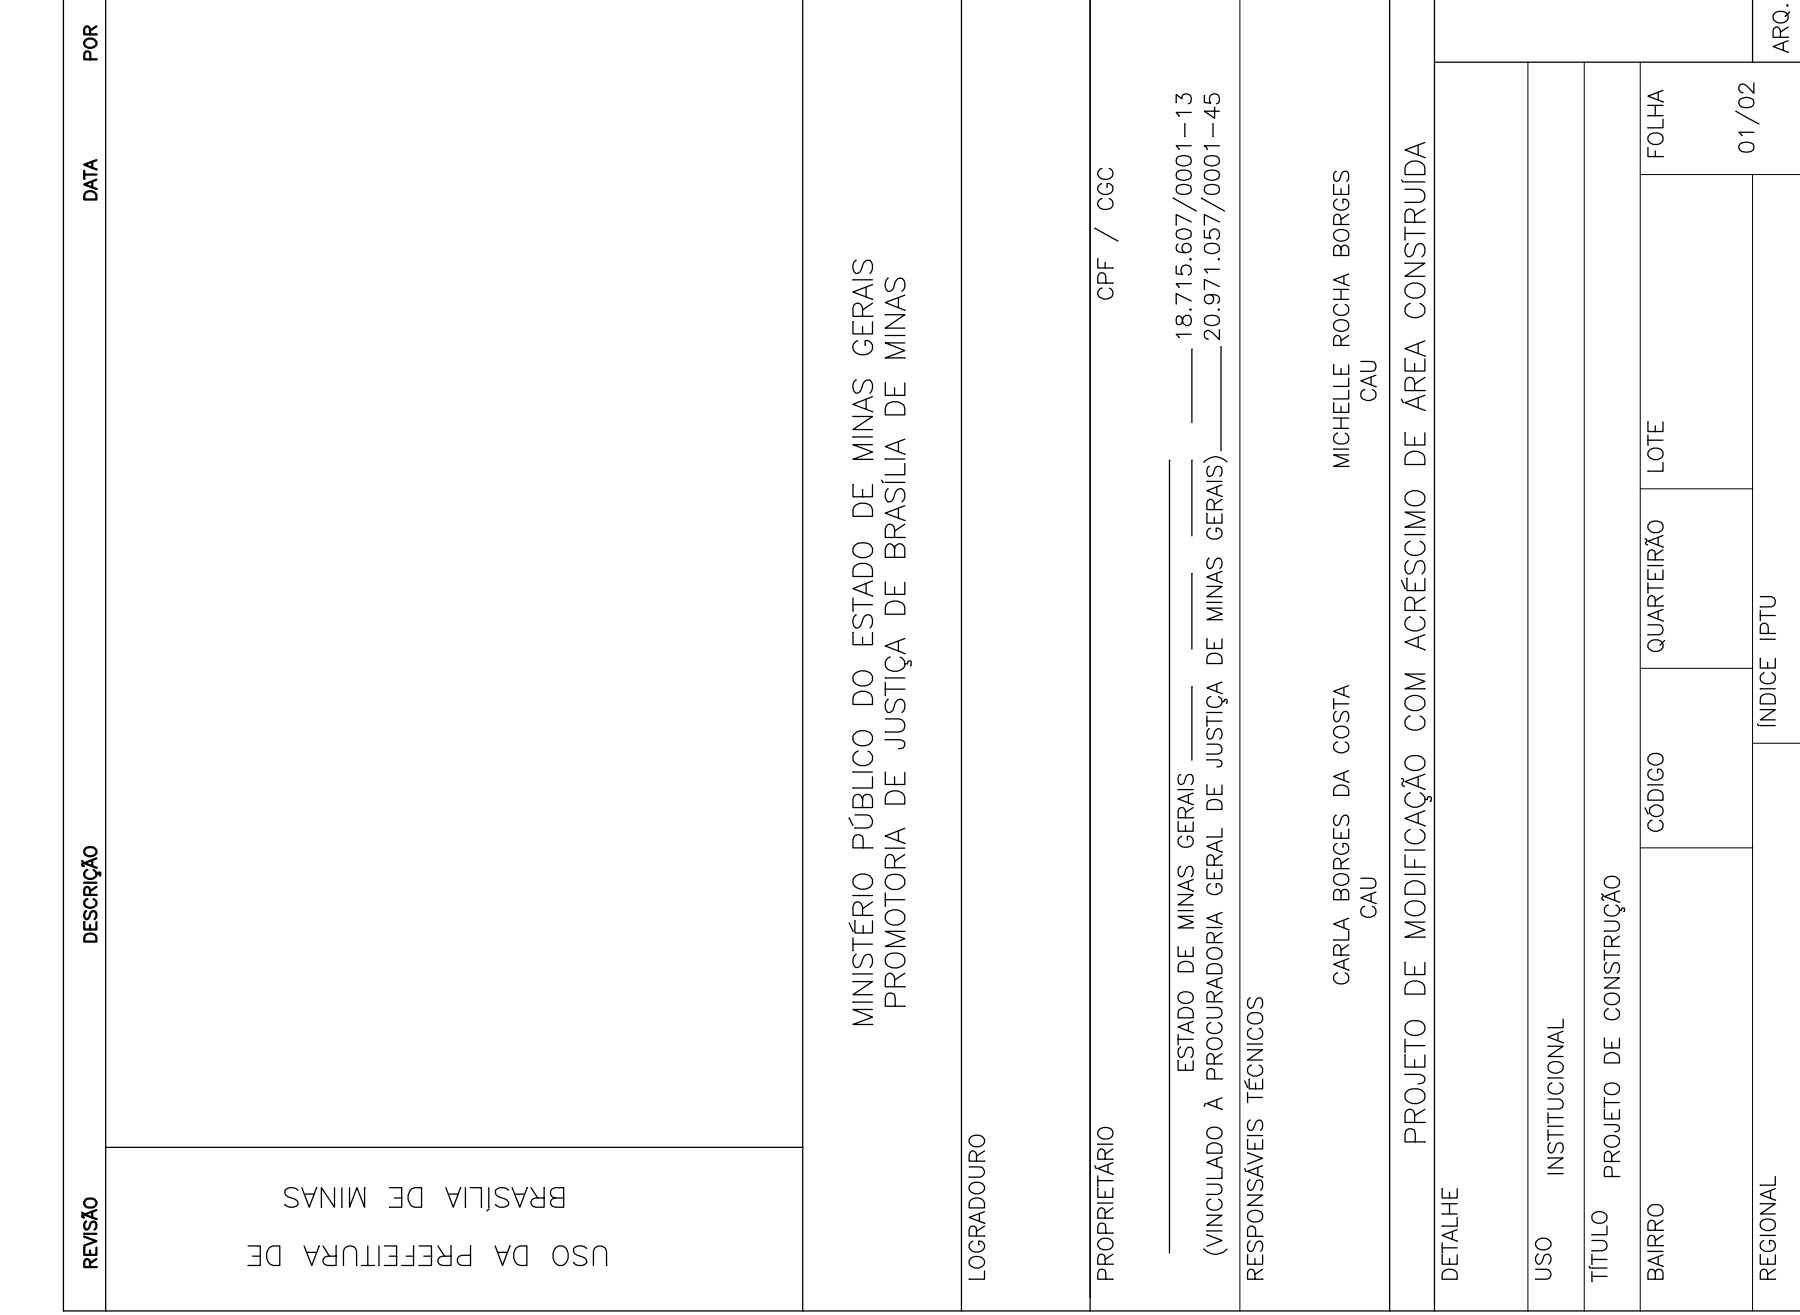 REVISÃO DESCRIÇÃO DATA POR
USO DA PREFEITURA DE
BRASÍLIA DE MINAS
MINISTÉRIO PÚBLICO DO ESTADO DE MINAS GERAIS
PROMOTORIA DE JUSTIÇA DE BRASÍLIA DE MINAS
LOGRADOURO
PROPRIETÁRIO CPF / CGC
ESTADO DE MINAS GERAIS 18.715.607/0001-13
(VINCULADO À PROCURADORIA GERAL DE JUSTIÇA DE MINAS GERAIS) 20.971.057/0001-45
RESPONSÁVEIS TÉCNICOS
CARLA BORGES DA COSTA MICHELLE ROCHA BORGES
CAU CAU
PROJETO DE MODIFICAÇÃO COM ACRÉSCIMO DE ÁREA CONSTRUÍDA
DETALHE
USO INSTITUCIONAL
TÍTULO PROJETO DE CONSTRUÇÃO
BAIRRO CÓDIGO QUARTEIRÃO LOTE FOLHA
01/02
REGIONAL ÍNDICE IPTU ARQ.